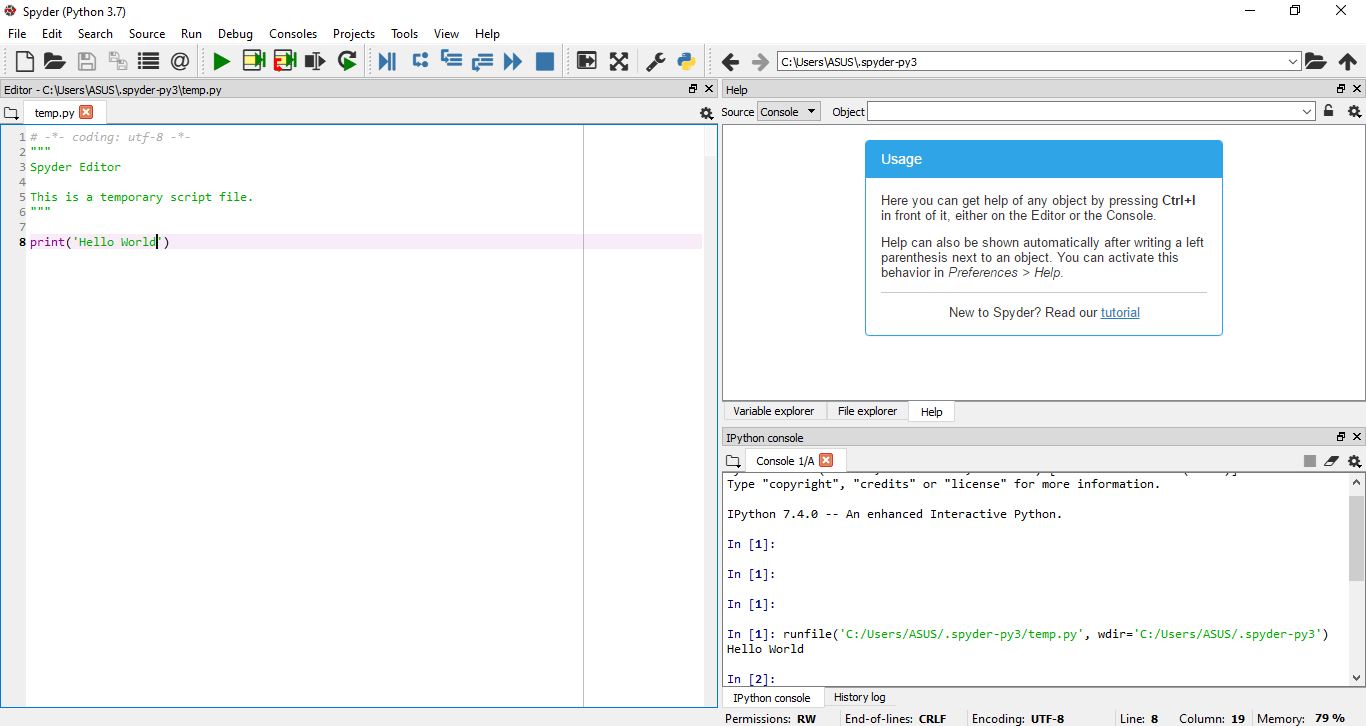 Spyder (Python 3.7)
File Edit Search Source Run Debug Consoles Projects Tools View Help
C:\Users\ASUS\.spyder-py3
Editor - C:\Users\ASUS\.spyder-py3\temp.py
temp.py
1 # -*- coding: utf-8 -*-
2 """
3 Spyder Editor
4
5 This is a temporary script file.
6 """
7
8 print('Hello World')
Help
Source Console Object
Usage
Here you can get help of any object by pressing Ctrl+I
in front of it, either on the Editor or the Console.
Help can also be shown automatically after writing a left
parenthesis next to an object. You can activate this
behavior in Preferences > Help.
New to Spyder? Read our tutorial
Variable explorer File explorer Help
IPython console
Console 1/A
Type "copyright", "credits" or "license" for more information.
IPython 7.4.0 -- An enhanced Interactive Python.
In [1]:
In [1]:
In [1]:
In [1]: runfile('C:/Users/ASUS/.spyder-py3/temp.py', wdir='C:/Users/ASUS/.spyder-py3')
Hello World
In [2]:
IPython console History log
Permissions: RW End-of-lines: CRLF Encoding: UTF-8 Line: 8 Column: 19 Memory: 79 %